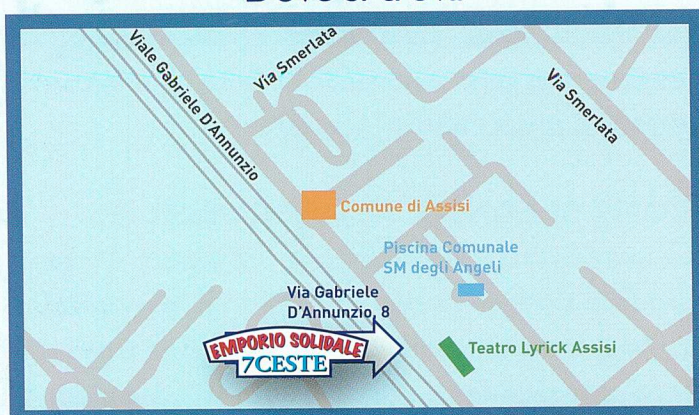 Viale Gabriele D'Annunzio
Via Smerlata
Via Smerlata
Comune di Assisi
Piscina Comunale
SM degli Angeli
Via Gabriele
D'Annunzio, 8
EMPORIO SOLIDALE
7CESTE
Teatro Lyrick Assisi